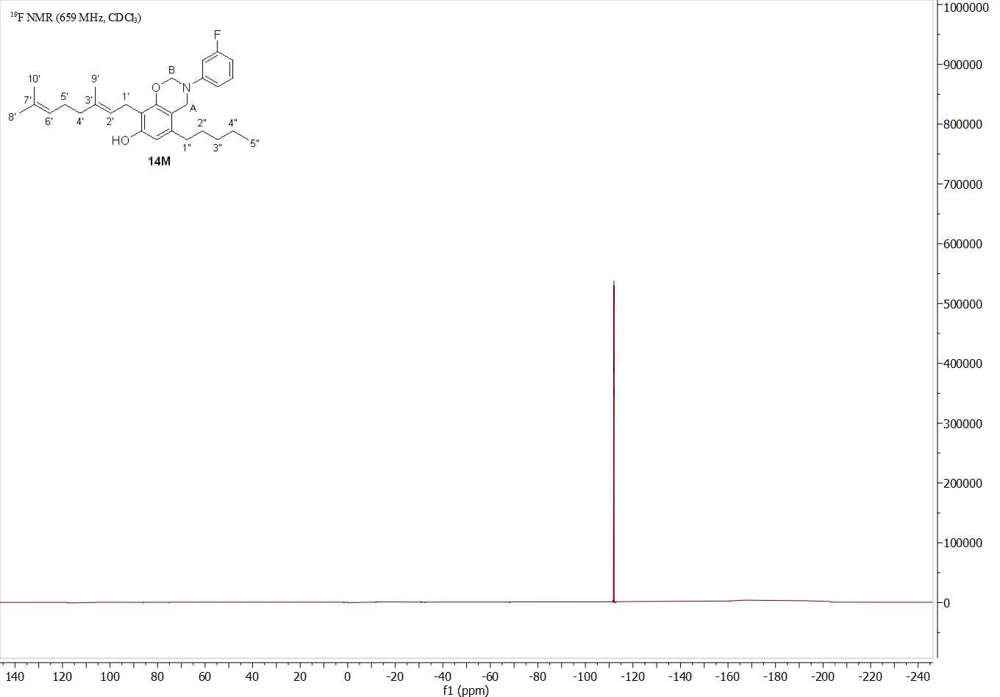 ¹⁹F NMR (659 MHz, CDCl₃)
F
B
10' 9' O N
7' 5' 3' 1' A
8' 6' 4' 2' 2" 4"
HO 1" 3" 5"
14M
1000000
900000
800000
700000
600000
500000
400000
300000
200000
100000
0
140 120 100 80 60 40 20 0 -20 -40 -60 -80 -100 -120 -140 -160 -180 -200 -220 -240
f1 (ppm)